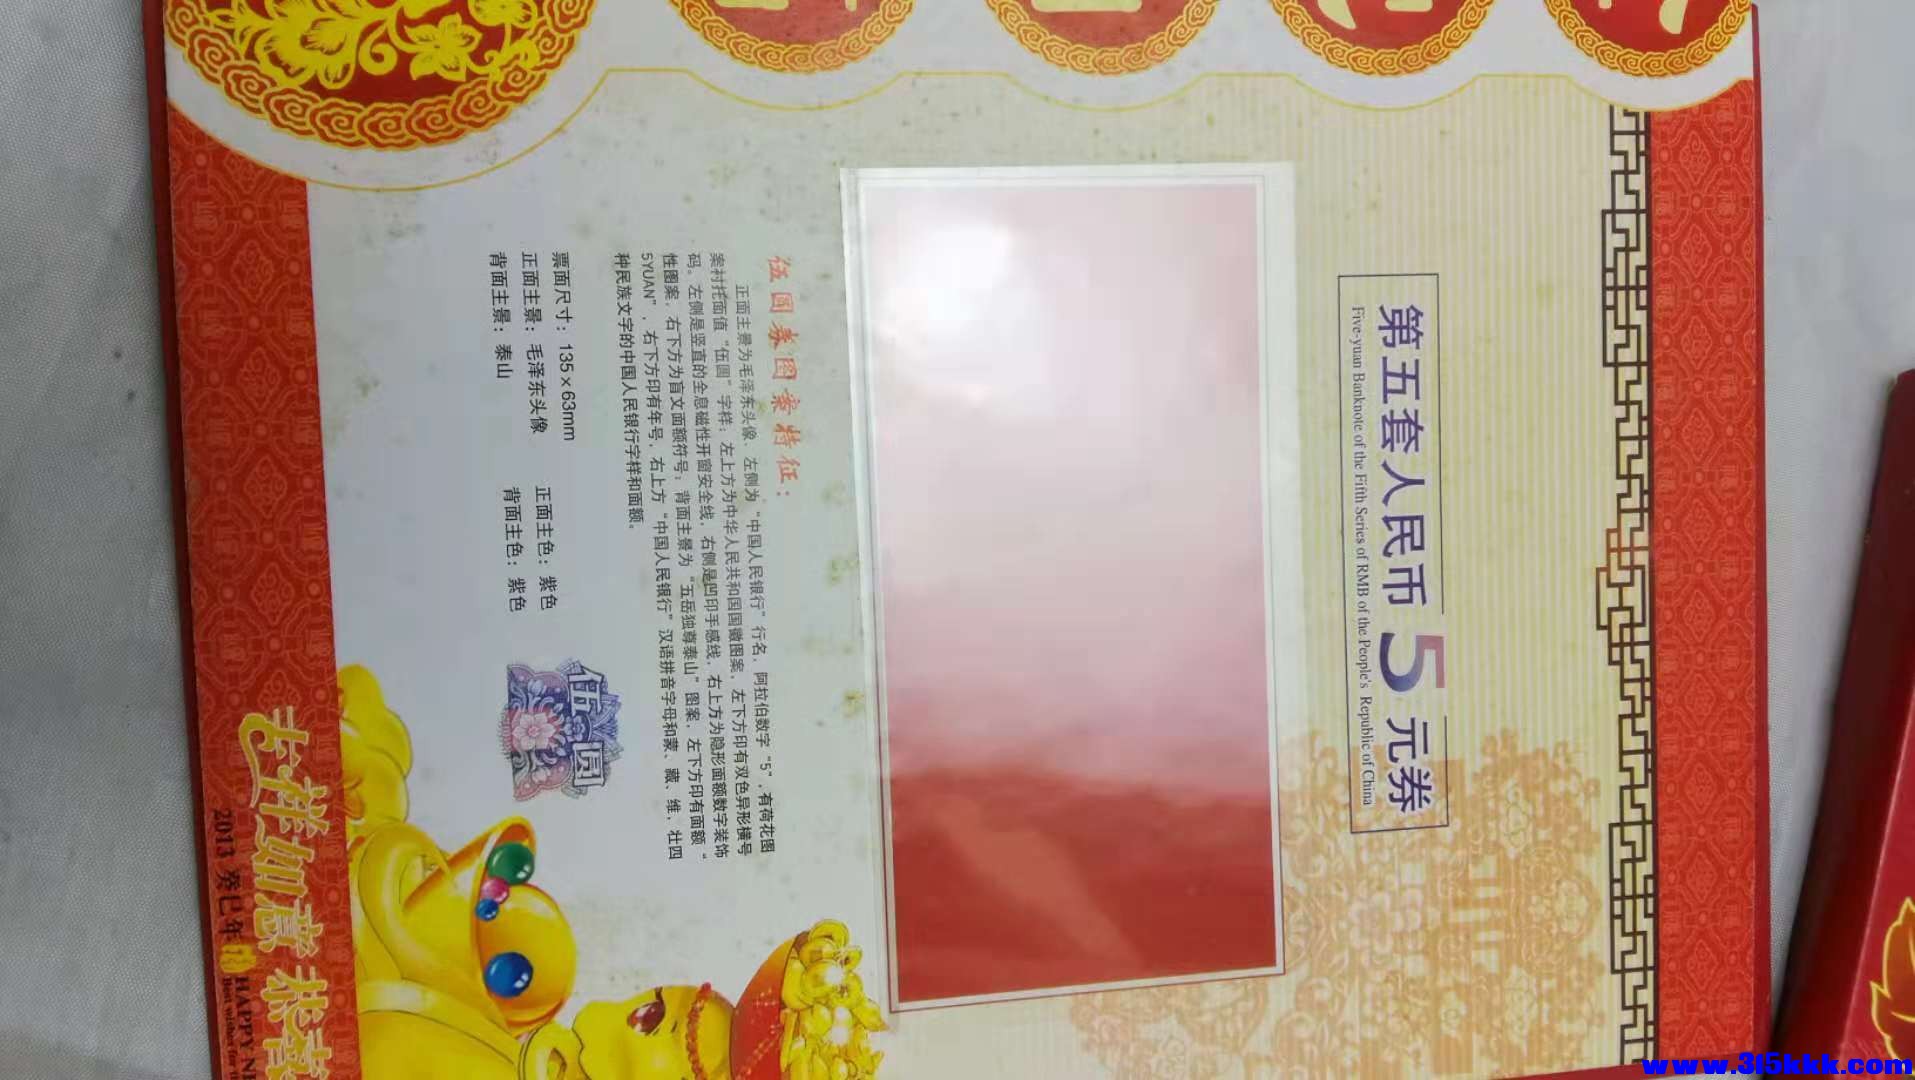 第五套人民币5元券
Five-yuan Banknote of the Fifth Series of RMB of the People's Republic of China
伍圆券图案特征：
正面主景为毛泽东头像、左侧为“中国人民银行”行名，阿拉伯数字“5”，有荷花图
案衬托面值“伍圆”字样；左上方为中华人民共和国国徽图案，左下方印有双色异形横号
码。左侧是竖直的全息磁性开窗安全线，右侧是凹印手感线，右上方为隐形面额数字装饰
性图案，右下方为盲文面额符号；背面主景为“五岳独尊泰山”图案，左下方印有面额“
5YUAN”，右下方印有年号，右上方“中国人民银行”汉语拼音字母和蒙、藏、维、壮四
种民族文字的中国人民银行字样和面额。
票面尺寸：135×63mm
正面主景：毛泽东头像 正面主色：紫色
背面主景：泰山 背面主色：紫色
伍圆
吉祥如意 恭喜
2013 癸巳年 HAPPY NE
Best wishes for
www.315kkk.com